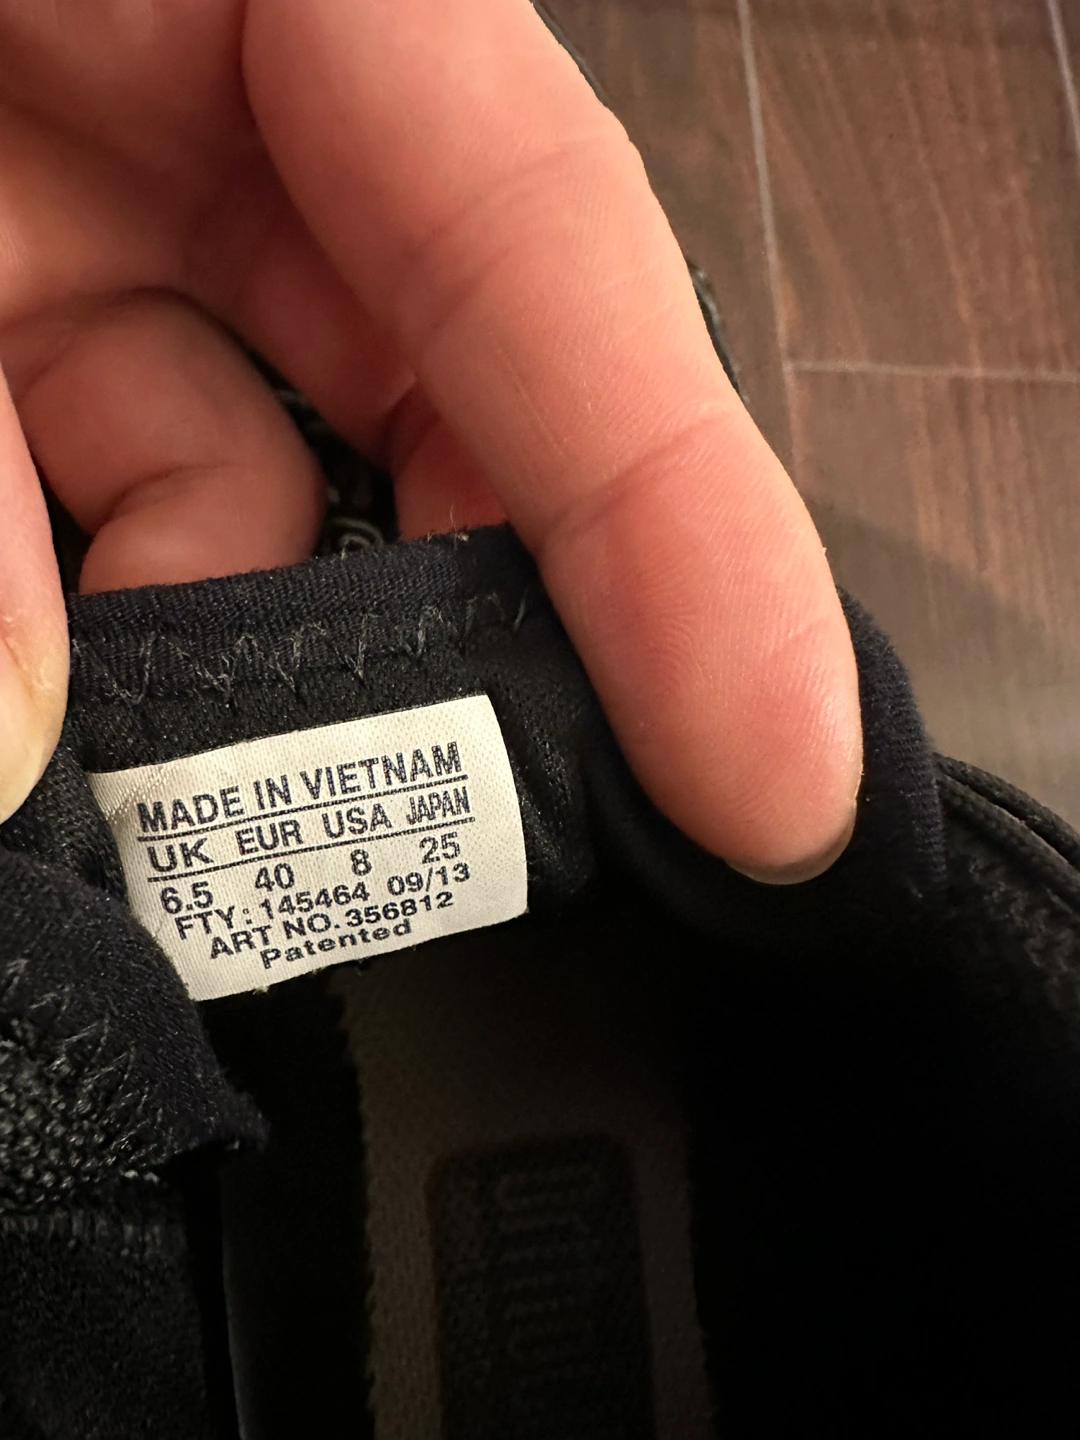 MADE IN VIETNAM
UK EUR USA JAPAN
6.5 40 8 25
FTY: 145464 09/13
ART NO. 356812
Patented